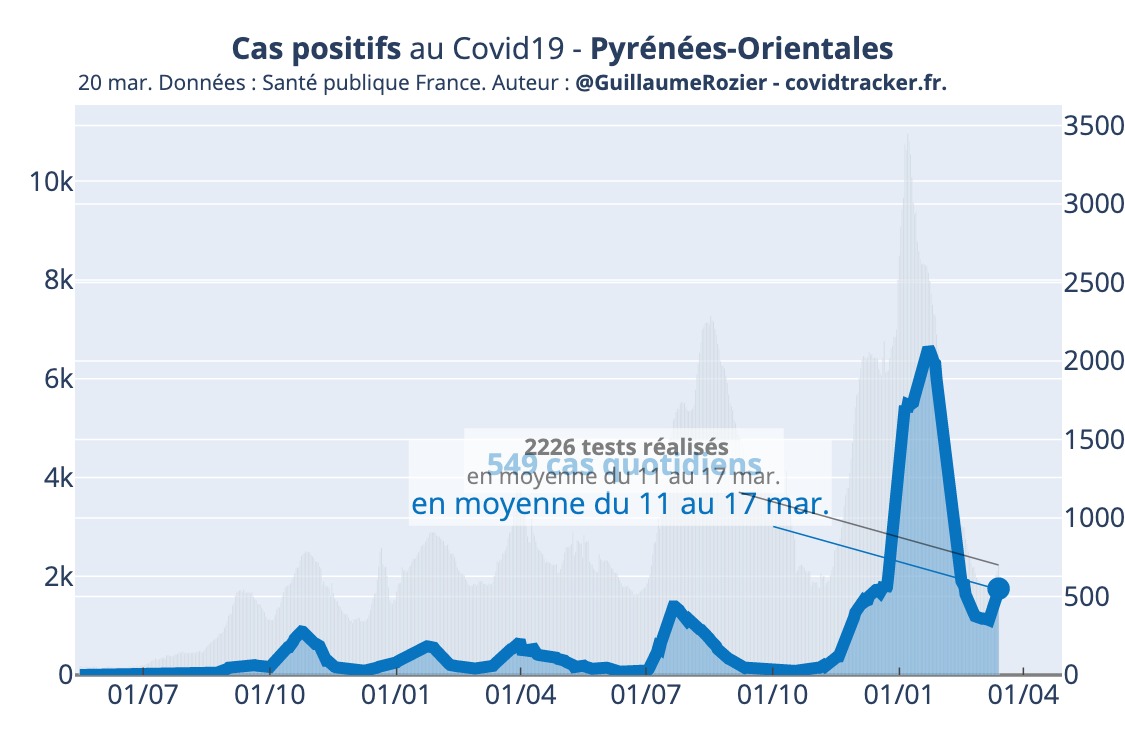 Cas positifs au Covid19 - Pyrénées-Orientales
20 mar. Données : Santé publique France. Auteur : @GuillaumeRozier - covidtracker.fr.
3500
10k
3000
8k
2500
6k
2000
1500
2226 tests réalisés
549 cas quotidiens
en moyenne du 11 au 17 mar.
4k
en moyenne du 11 au 17 mar.
1000
2k
500
0
0
01/07
01/10
01/01
01/04
01/07
01/10
01/01
01/04